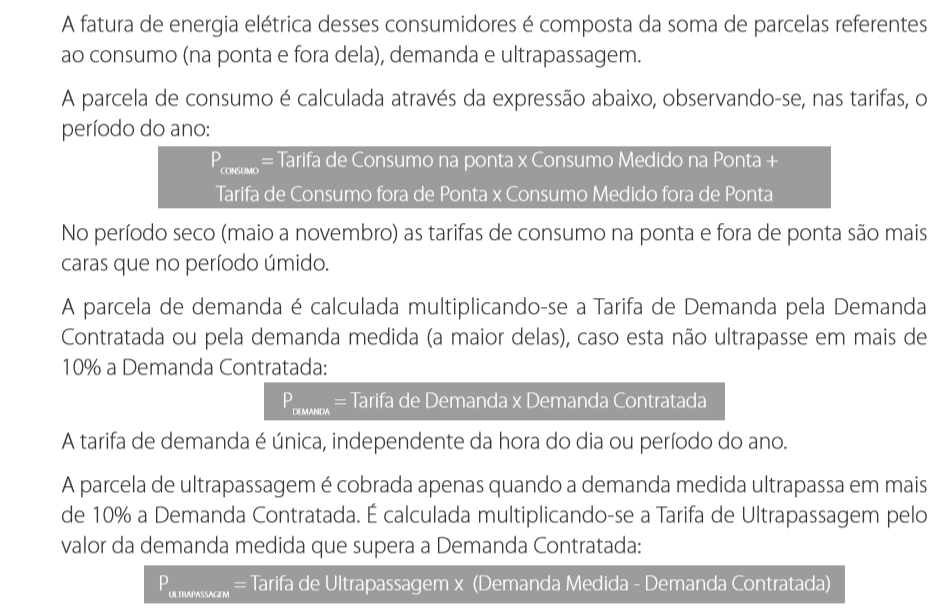 A fatura de energia elétrica desses consumidores é composta da soma de parcelas referentes
ao consumo (na ponta e fora dela), demanda e ultrapassagem.
A parcela de consumo é calculada através da expressão abaixo, observando-se, nas tarifas, o
período do ano:
P CONSUMO = Tarifa de Consumo na ponta x Consumo Medido na Ponta +
Tarifa de Consumo fora de Ponta x Consumo Medido fora de Ponta
No período seco (maio a novembro) as tarifas de consumo na ponta e fora de ponta são mais
caras que no período úmido.
A parcela de demanda é calculada multiplicando-se a Tarifa de Demanda pela Demanda
Contratada ou pela demanda medida (a maior delas), caso esta não ultrapasse em mais de
10% a Demanda Contratada:
P DEMANDA = Tarifa de Demanda x Demanda Contratada
A tarifa de demanda é única, independente da hora do dia ou período do ano.
A parcela de ultrapassagem é cobrada apenas quando a demanda medida ultrapassa em mais
de 10% a Demanda Contratada. É calculada multiplicando-se a Tarifa de Ultrapassagem pelo
valor da demanda medida que supera a Demanda Contratada:
P ULTRAPASSAGEM = Tarifa de Ultrapassagem x (Demanda Medida - Demanda Contratada)